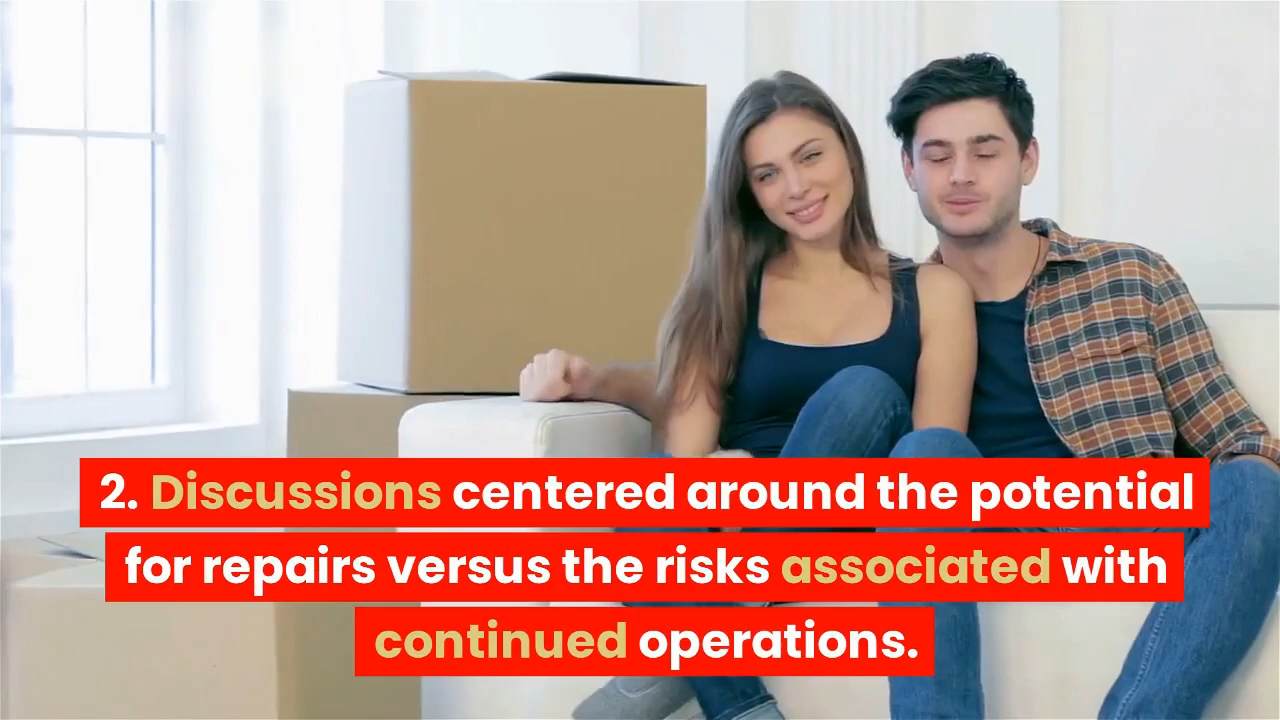 2. Discussions centered around the potential
for repairs versus the risks associated with
continued operations.